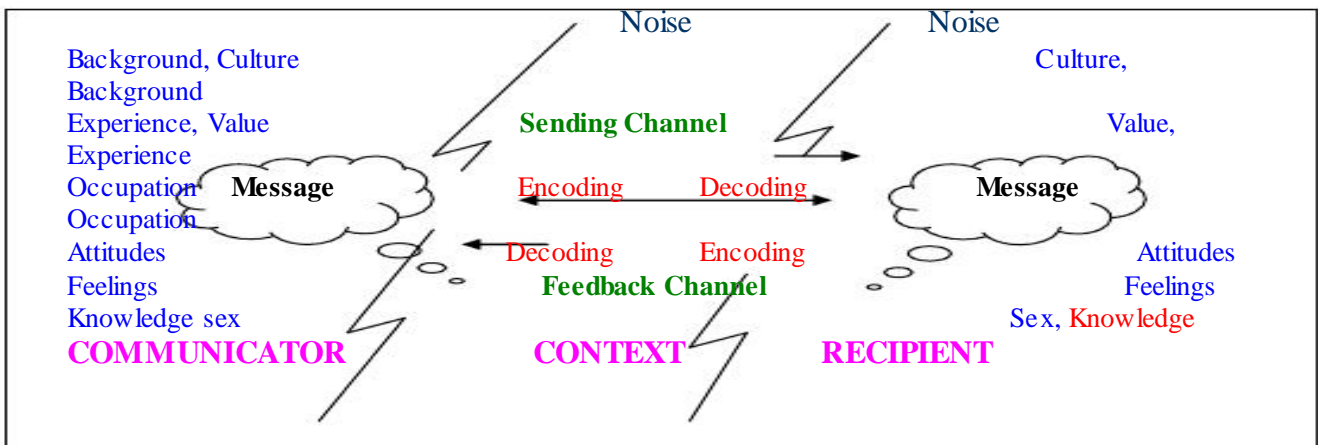 Noise Noise
Background, Culture Culture,
Background
Experience, Value Sending Channel Value,
Experience
Occupation Message Encoding Decoding Message
Occupation
Attitudes Decoding Encoding Attitudes
Feelings Feedback Channel Feelings
Knowledge sex Sex, Knowledge
COMMUNICATOR CONTEXT RECIPIENT